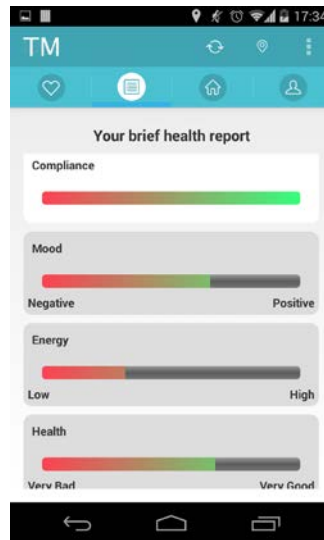 17:34
TM
Your brief health report
Compliance
Mood
Negative Positive
Energy
Low High
Health
Very Bad Very Good